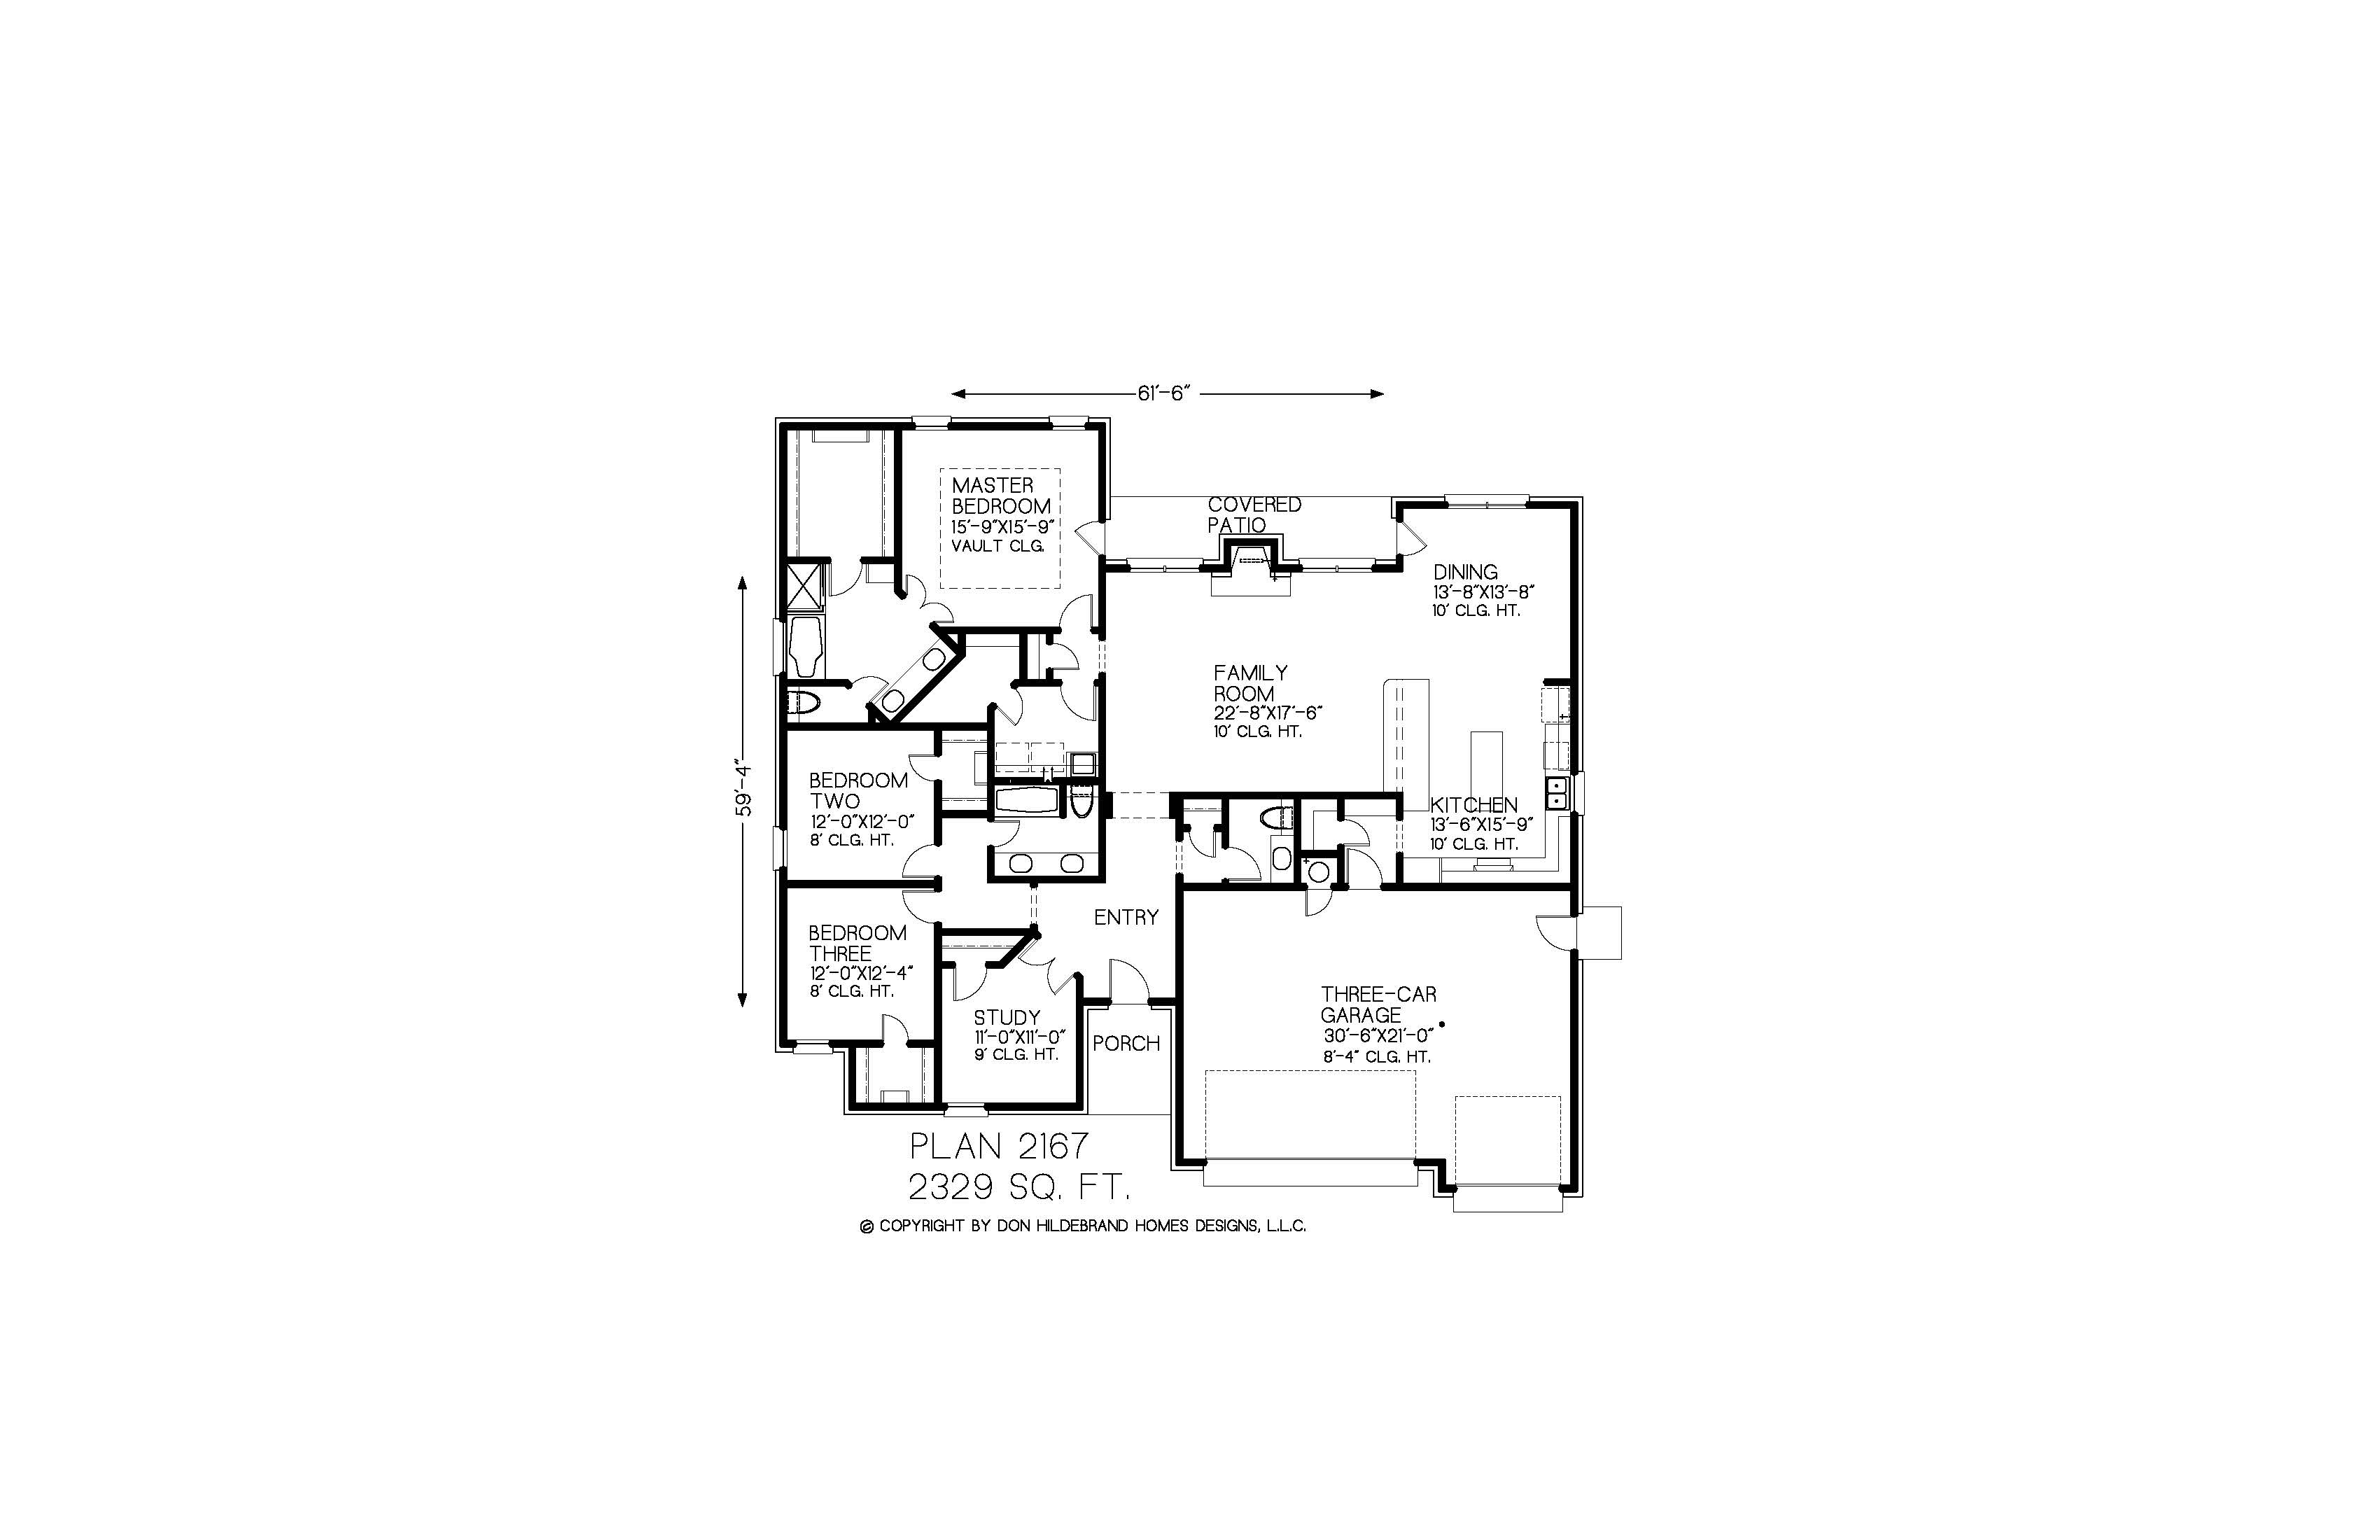 61'-6"
MASTER
BEDROOM
15'-9"X15'-9"
VAULT CLG.
COVERED
PATIO
DINING
13'-8"X13'-8"
10' CLG. HT.
FAMILY
ROOM
22'-8"X17'-6"
10' CLG. HT.
59'-4"
BEDROOM
TWO
12'-0"X12'-0"
8' CLG. HT.
KITCHEN
13'-6"X15'-9"
10' CLG. HT.
ENTRY
BEDROOM
THREE
12'-0"X12'-4"
8' CLG. HT.
STUDY
11'-0"X11'-0"
9' CLG. HT.
PORCH
THREE-CAR
GARAGE
30'-6"X21'-0"
8'-4" CLG. HT.
PLAN 2167
2329 SQ. FT.
© COPYRIGHT BY DON HILDEBRAND HOMES DESIGNS, L.L.C.